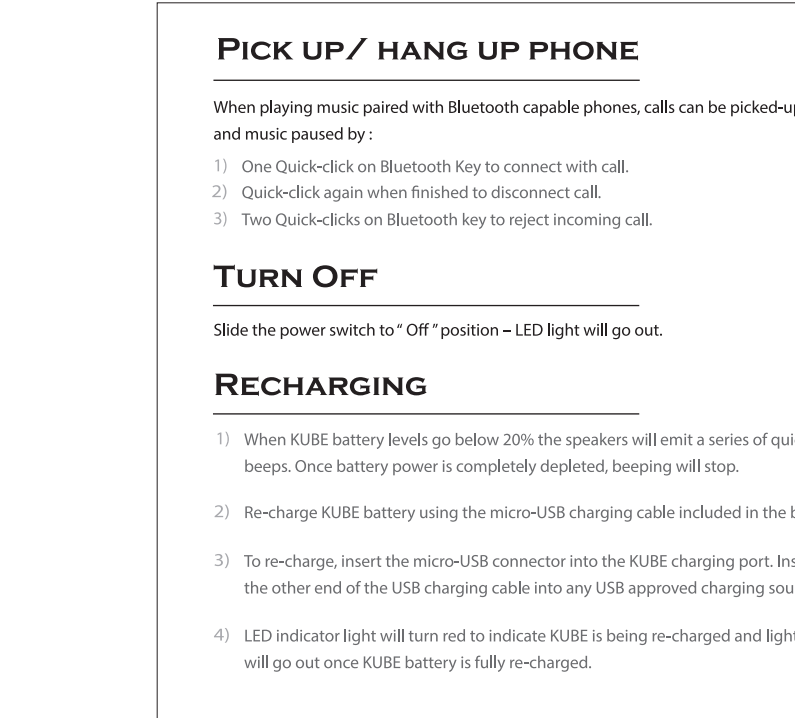 PICK UP/ HANG UP PHONE
When playing music paired with Bluetooth capable phones, calls can be picked-up
and music paused by :
1) One Quick-click on Bluetooth Key to connect with call.
2) Quick-click again when finished to disconnect call.
3) Two Quick-clicks on Bluetooth key to reject incoming call.
TURN OFF
Slide the power switch to “ Off ” position – LED light will go out.
RECHARGING
1) When KUBE battery levels go below 20% the speakers will emit a series of
beeps. Once battery power is completely depleted, beeping will stop.
2) Re-charge KUBE battery using the micro-USB charging cable included in the
3) To re-charge, insert the micro-USB connector into the KUBE charging port.
the other end of the USB charging cable into any USB approved charging
4) LED indicator light will turn red to indicate KUBE is being re-charged and light
will go out once KUBE battery is fully re-charged.